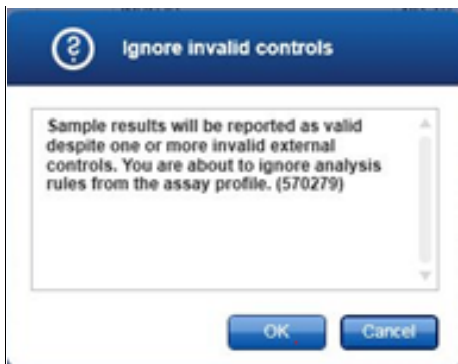 Ignore invalid controls
Sample results will be reported as valid
despite one or more invalid external
controls. You are about to ignore analysis
rules from the assay profile. (570279)
OK
Cancel